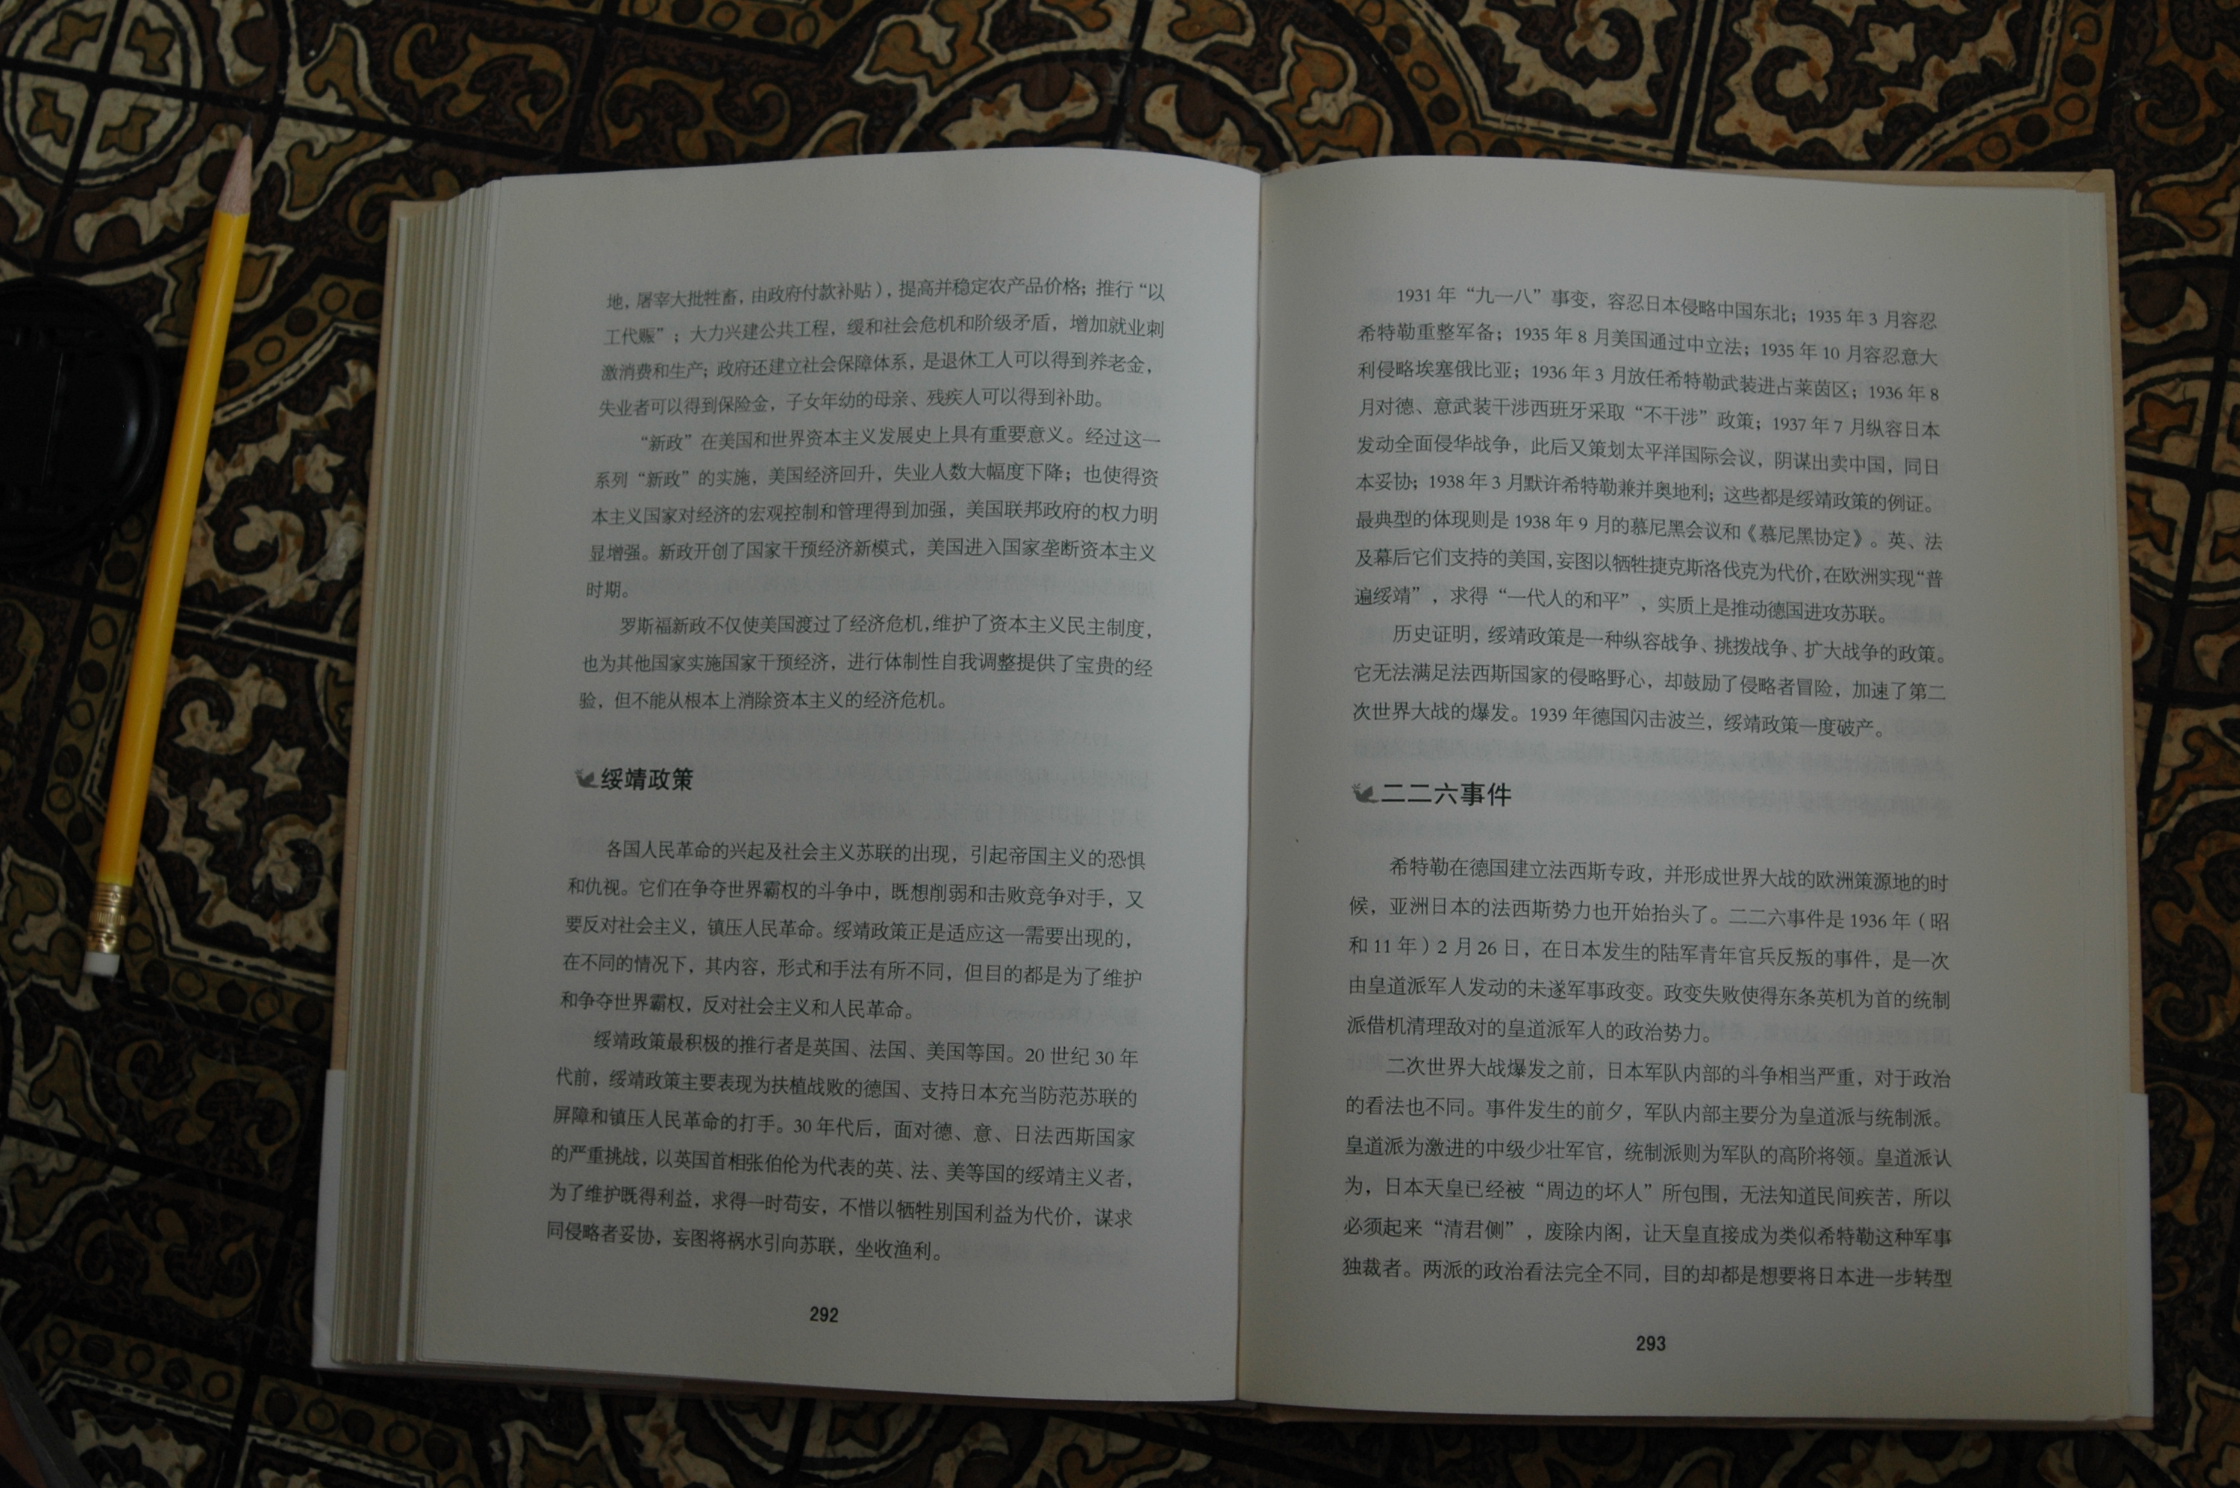 地，屠宰大批牲畜，由政府付款补贴），提高并稳定农产品价格；推行“以
工代赈”；大力兴建公共工程，缓和社会危机和阶级矛盾，增加就业刺
激消费和生产；政府还建立社会保障体系，是退休工人可以得到养老金，
失业者可以得到保险金，子女年幼的母亲、残疾人可以得到补助。
“新政”在美国和世界资本主义发展史上具有重要意义。经过这一
系列“新政”的实施，美国经济回升，失业人数大幅度下降；也使得资
本主义国家对经济的宏观控制和管理得到加强，美国联邦政府的权力明
显增强。新政开创了国家干预经济新模式，美国进入国家垄断资本主义
时期。
罗斯福新政不仅使美国渡过了经济危机，维护了资本主义民主制度，
也为其他国家实施国家干预经济，进行体制性自我调整提供了宝贵的经
验，但不能从根本上消除资本主义的经济危机。
绥靖政策
各国人民革命的兴起及社会主义苏联的出现，引起帝国主义的恐惧
和仇视。它们在争夺世界霸权的斗争中，既想削弱和击败竞争对手，又
要反对社会主义，镇压人民革命。绥靖政策正是适应这一需要出现的，
在不同的情况下，其内容，形式和手法有所不同，但目的都是为了维护
和争夺世界霸权，反对社会主义和人民革命。
绥靖政策最积极的推行者是英国、法国、美国等国。20 世纪 30 年
代前，绥靖政策主要表现为扶植战败的德国、支持日本充当防范苏联的
屏障和镇压人民革命的打手。30 年代后，面对德、意、日法西斯国家
的严重挑战，以英国首相张伯伦为代表的英、法、美等国的绥靖主义者，
为了维护既得利益，求得一时苟安，不惜以牺牲别国利益为代价，谋求
同侵略者妥协，妄图将祸水引向苏联，坐收渔利。
292
1931 年“九一八”事变，容忍日本侵略中国东北；1935 年 3 月容忍
希特勒重整军备；1935 年 8 月美国通过中立法；1935 年 10 月容忍意大
利侵略埃塞俄比亚；1936 年 3 月放任希特勒武装进占莱茵区；1936 年 8
月对德、意武装干涉西班牙采取“不干涉”政策；1937 年 7 月纵容日本
发动全面侵华战争，此后又策划太平洋国际会议，阴谋出卖中国，同日
本妥协；1938 年 3 月默许希特勒兼并奥地利；这些都是绥靖政策的例证。
最典型的体现则是 1938 年 9 月的慕尼黑会议和《慕尼黑协定》。英、法
及幕后它们支持的美国，妄图以牺牲捷克斯洛伐克为代价，在欧洲实现“普
遍绥靖”，求得“一代人的和平”，实质上是推动德国进攻苏联。
历史证明，绥靖政策是一种纵容战争、挑拨战争、扩大战争的政策。
它无法满足法西斯国家的侵略野心，却鼓励了侵略者冒险，加速了第二
次世界大战的爆发。1939 年德国闪击波兰，绥靖政策一度破产。
二二六事件
希特勒在德国建立法西斯专政，并形成世界大战的欧洲策源地的时
候，亚洲日本的法西斯势力也开始抬头了。二二六事件是 1936 年（昭
和 11 年）2 月 26 日，在日本发生的陆军青年官兵反叛的事件，是一次
由皇道派军人发动的未遂军事政变。政变失败使得东条英机为首的统制
派借机清理敌对的皇道派军人的政治势力。
二次世界大战爆发之前，日本军队内部的斗争相当严重，对于政治
的看法也不同。事件发生的前夕，军队内部主要分为皇道派与统制派。
皇道派为激进的中级少壮军官，统制派则为军队的高阶将领。皇道派认
为，日本天皇已经被“周边的坏人”所包围，无法知道民间疾苦，所以
必须起来“清君侧”，废除内阁，让天皇直接成为类似希特勒这种军事
独裁者。两派的政治看法完全不同，目的却都是想要将日本进一步转型
293